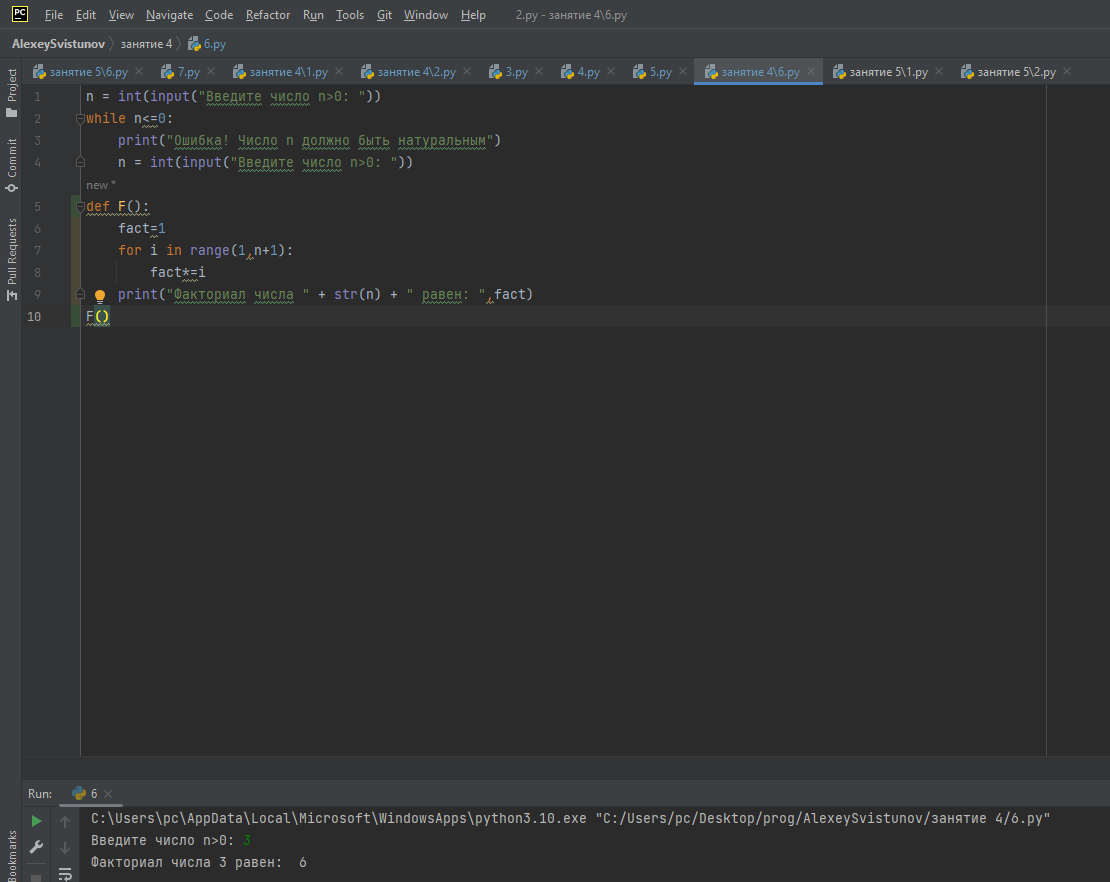 PC File Edit View Navigate Code Refactor Run Tools Git Window Help 2.py - занятие 4\6.py
AlexeySvistunov занятие 4 6.py
занятие 5\6.py 7.py занятие 4\1.py занятие 4\2.py 3.py 4.py 5.py занятие 4\6.py занятие 5\1.py занятие 5\2.py
Project
Commit
Pull Requests
Bookmarks
1 n = int(input("Введите число n>0: "))
2 while n<=0:
3     print("Ошибка! Число n должно быть натуральным")
4     n = int(input("Введите число n>0: "))
new *
5 def F():
6     fact=1
7     for i in range(1,n+1):
8         fact*=i
9     print("Факториал числа " + str(n) + " равен: ",fact)
10 F()
Run: 6
C:\Users\pc\AppData\Local\Microsoft\WindowsApps\python3.10.exe "C:/Users/pc/Desktop/prog/AlexeySvistunov/занятие 4/6.py"
Введите число n>0: 3
Факториал числа 3 равен:  6